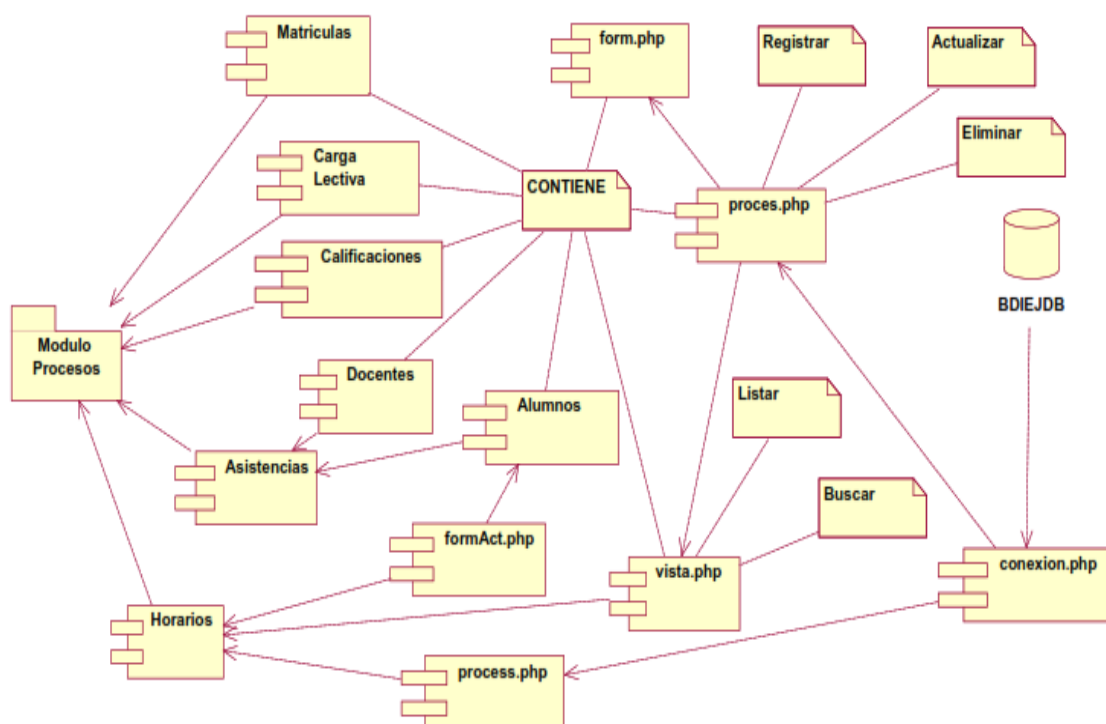 Matriculas
form.php
Registrar
Actualizar
Eliminar
Carga
Lectiva
CONTIENE
proces.php
Calificaciones
BDIEJDB
Modulo
Procesos
Docentes
Alumnos
Listar
Asistencias
Buscar
formAct.php
vista.php
conexion.php
Horarios
process.php